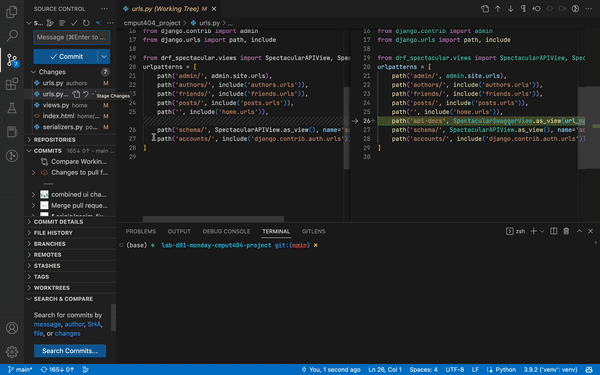 SOURCE CONTROL
urls.py (Working Tree) M
cmput404_project > urls.py > ...
Message (⌘Enter to ...
Commit
Changes
urls.py authors
urls.py...
Stage Changes
views.py home
index.html home/te...
serializers.py po...
REPOSITORIES
COMMITS
Compare Workin...
Changes to pull f...
combined ui cha...
Merge pull reque...
COMMIT DETAILS
FILE HISTORY
BRANCHES
REMOTES
STASHES
TAGS
WORKTREES
SEARCH & COMPARE
Search for commits by
message, author, SHA,
file, or changes
Search Commits...
16 from django.contrib import admin
17 from django.urls import path, include
18
19 from drf_spectacular.views import SpectacularAPIView, Spec
20 urlpatterns = [
21 path('admin/', admin.site.urls),
22 path('authors/', include('authors.urls')),
23 path('friends/', include('friends.urls')),
24 path('posts/', include('posts.urls')),
25 path('', include('home.urls')),
26 path('schema/', SpectacularAPIView.as_view(), name='sc
27 path('accounts/', include('django.contrib.auth.urls'))
28 ]
29
16 from django.contrib import admin
17 from django.urls import path, include
18
19 from drf_spectacular.views import SpectacularAPIView, Spec
20 urlpatterns = [
21 path('admin/', admin.site.urls),
22 path('authors/', include('authors.urls')),
23 path('friends/', include('friends.urls')),
24 path('posts/', include('posts.urls')),
25 path('', include('home.urls')),
26 path('api-docs', SpectacularSwaggerView.as_view(url_na
27 path('schema/', SpectacularAPIView.as_view(), name='sc
28 path('accounts/', include('django.contrib.auth.urls'))
29 ]
30
PROBLEMS OUTPUT DEBUG CONSOLE TERMINAL GITLENS
zsh
(base) → lab-d01-monday-cmput404-project git:(main) ✗
main* 165↓ 0↑ You, 1 second ago Ln 26, Col 1 Spaces: 4 UTF-8 LF Python 3.9.2 ('venv': venv)